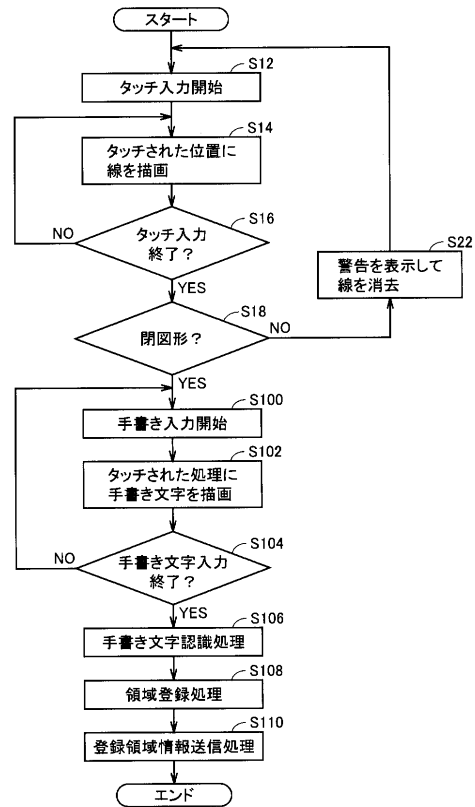 スタート
S12
タッチ入力開始
S14
タッチされた位置に
線を描画
S16
タッチ入力
終了？
NO
YES
S22
警告を表示して
線を消去
S18
閉図形？
NO
YES
S100
手書き入力開始
S102
タッチされた処理に
手書き文字を描画
S104
手書き文字入力
終了？
NO
YES
S106
手書き文字認識処理
S108
領域登録処理
S110
登録領域情報送信処理
エンド